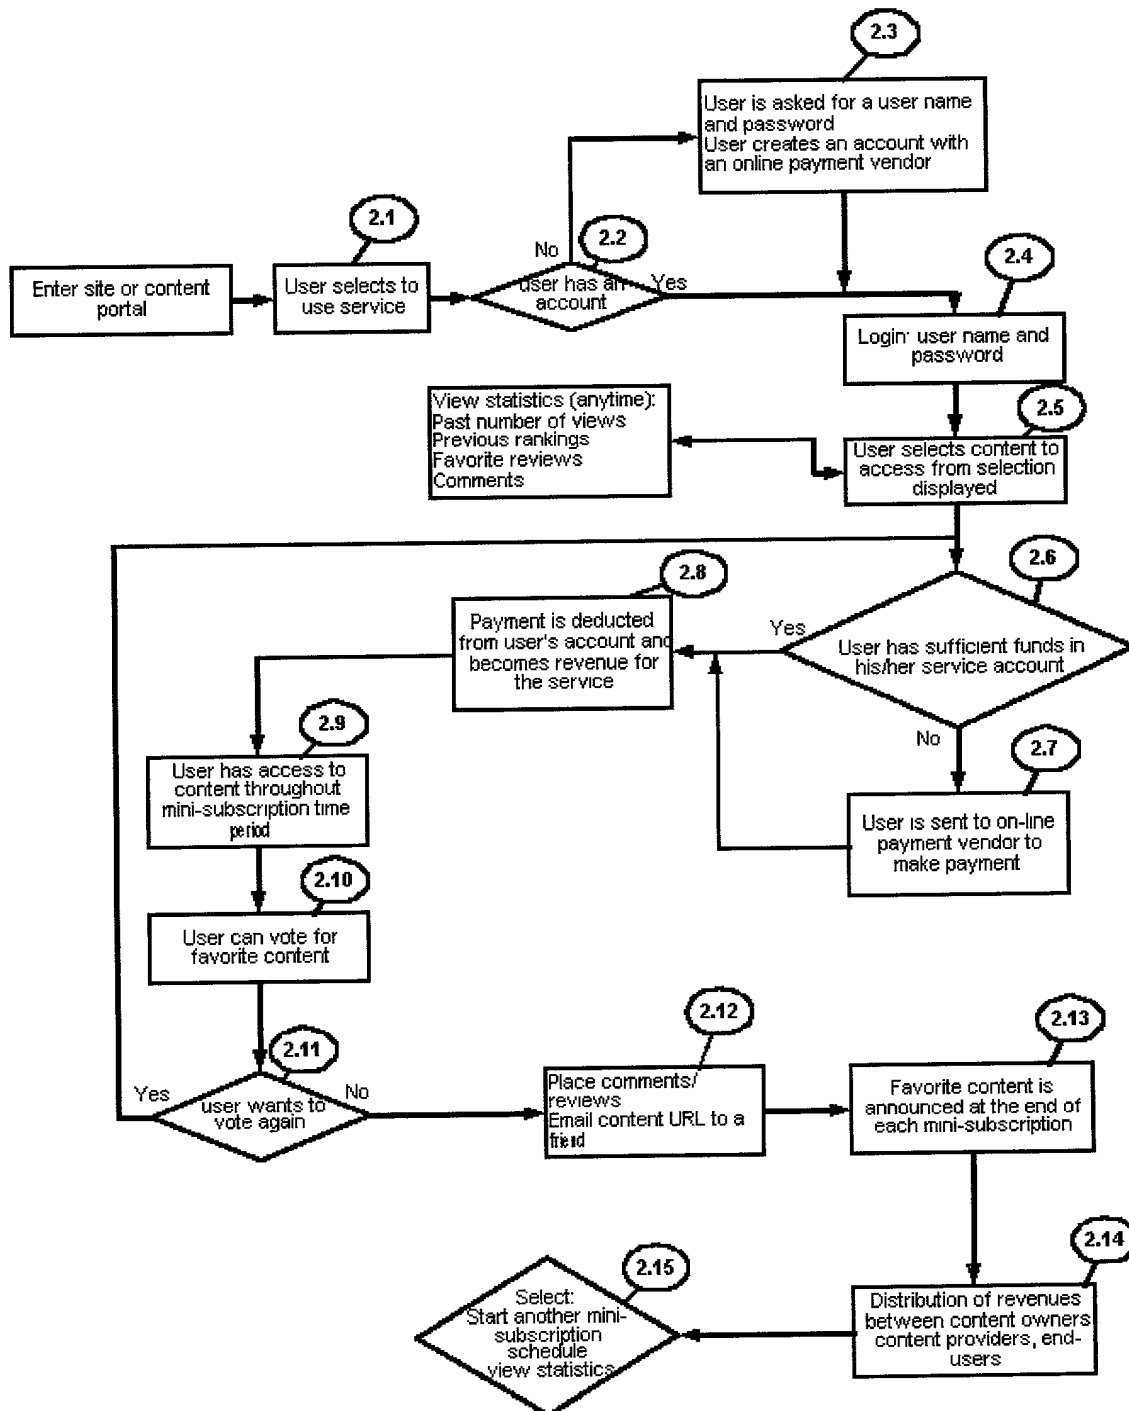 2.3
User is asked for a user name
and password
User creates an account with
an online payment vendor
2.1
2.2
No
Yes
2.4
Enter site or content
portal
User selects to
use service
user has an
account
Login: user name and
password
2.5
View statistics (anytime):
Past number of views
Previous rankings
Favorite reviews
Comments
User selects content to
access from selection
displayed
2.6
2.8
Payment is deducted
from user's account and
becomes revenue for
the service
Yes
User has sufficient funds in
his/her service account
No
2.7
2.9
User has access to
content throughout
mini-subscription time
period
User is sent to on-line
payment vendor to
make payment
2.10
User can vote for
favorite content
2.11
Yes
No
user wants to
vote again
2.12
Place comments/
reviews
Email content URL to a
friend
2.13
Favorite content is
announced at the end of
each mini-subscription
2.14
Distribution of revenues
between content owners
content providers, end-
users
2.15
Select:
Start another mini-
subscription
schedule
view statistics